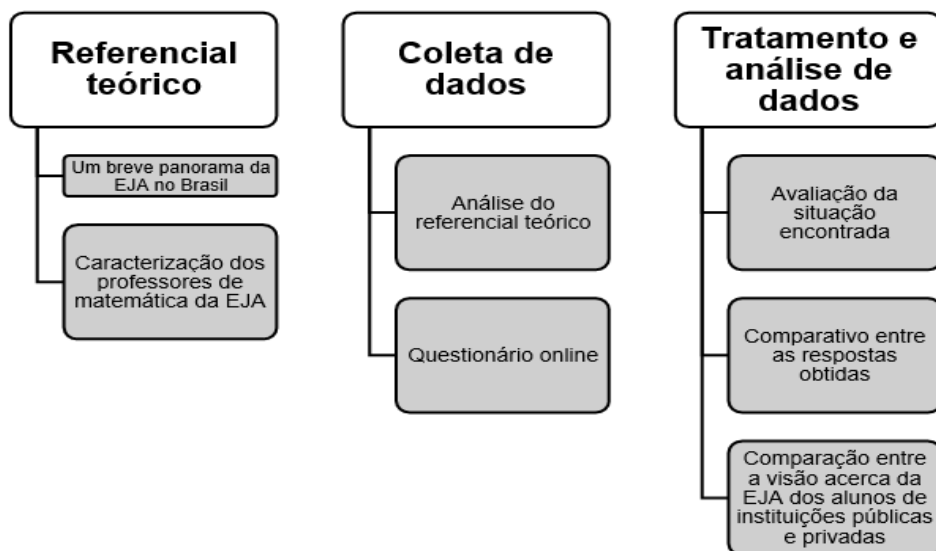 Referencial
teórico
Um breve panorama da
EJA no Brasil
Caracterização dos
professores de
matemática da EJA
Coleta de
dados
Análise do
referencial teórico
Questionário online
Tratamento e
análise de
dados
Avaliação da
situação
encontrada
Comparativo entre
as respostas
obtidas
Comparação entre
a visão acerca da
EJA dos alunos de
instituições públicas
e privadas